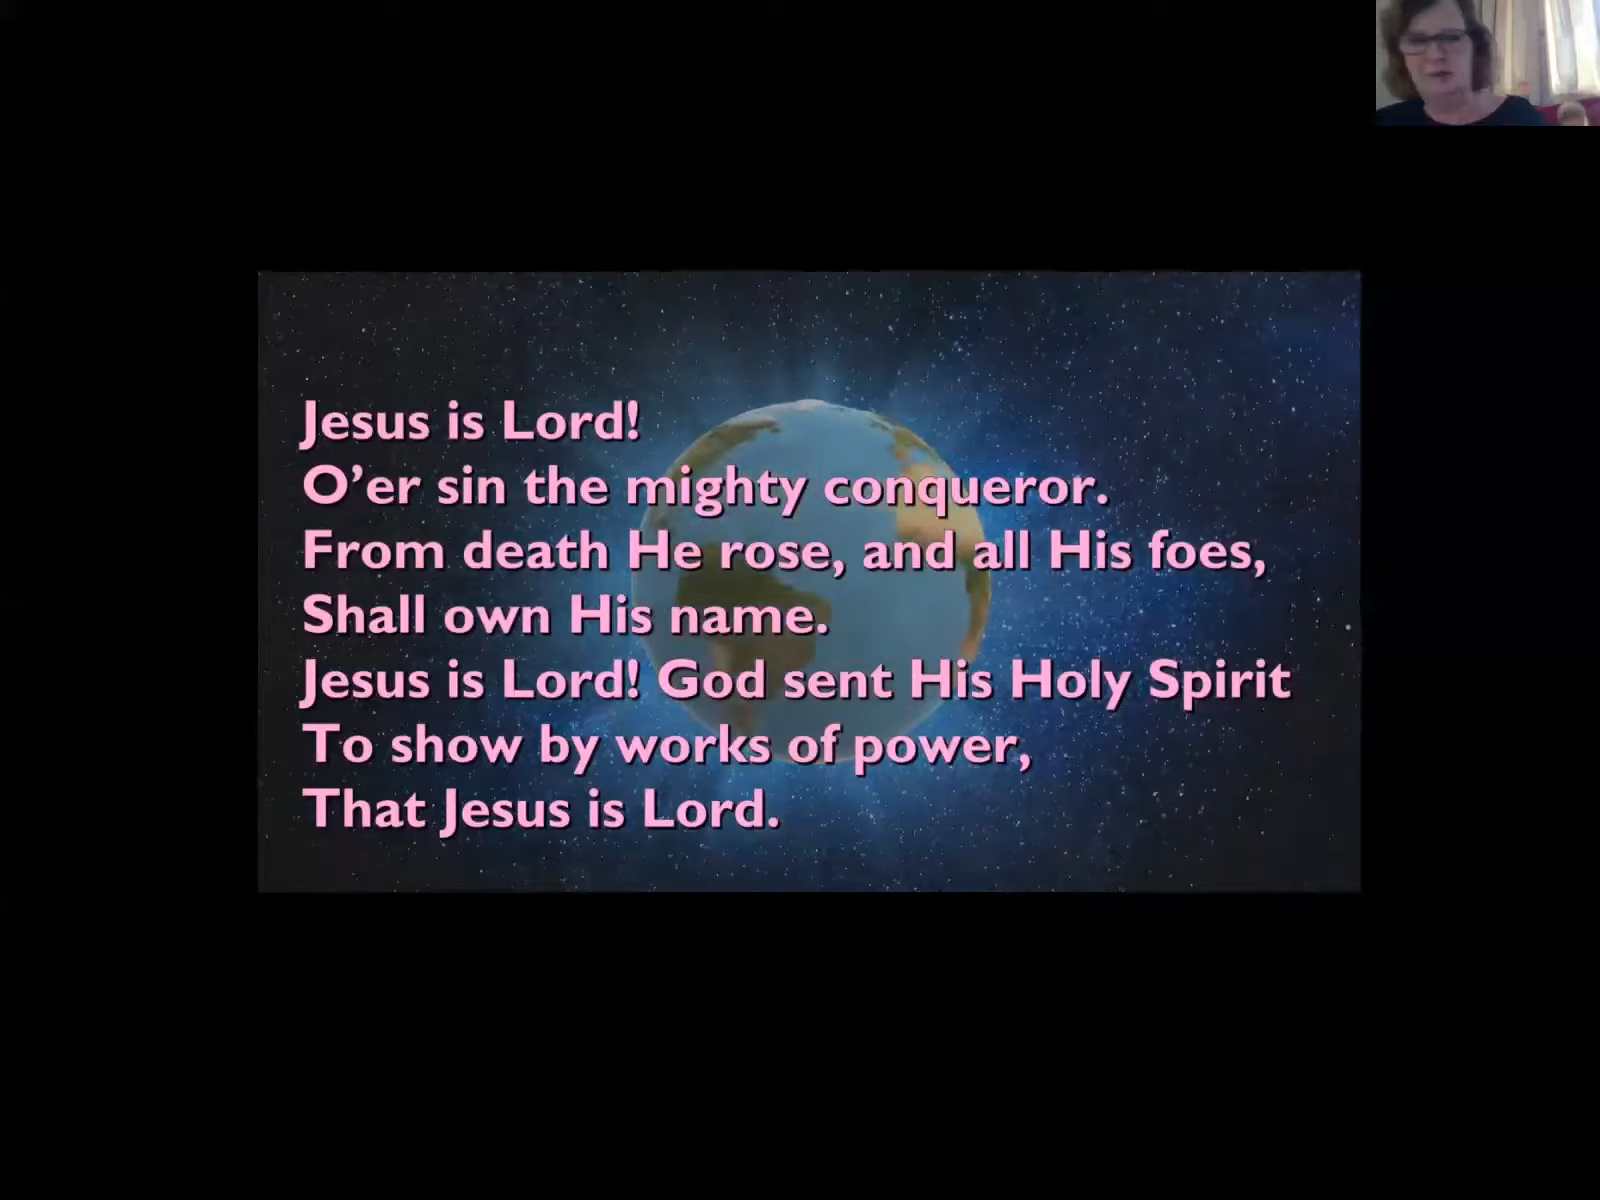 Jesus is Lord!
O’er sin the mighty conqueror.
From death He rose, and all His foes,
Shall own His name.
Jesus is Lord! God sent His Holy Spirit
To show by works of power,
That Jesus is Lord.